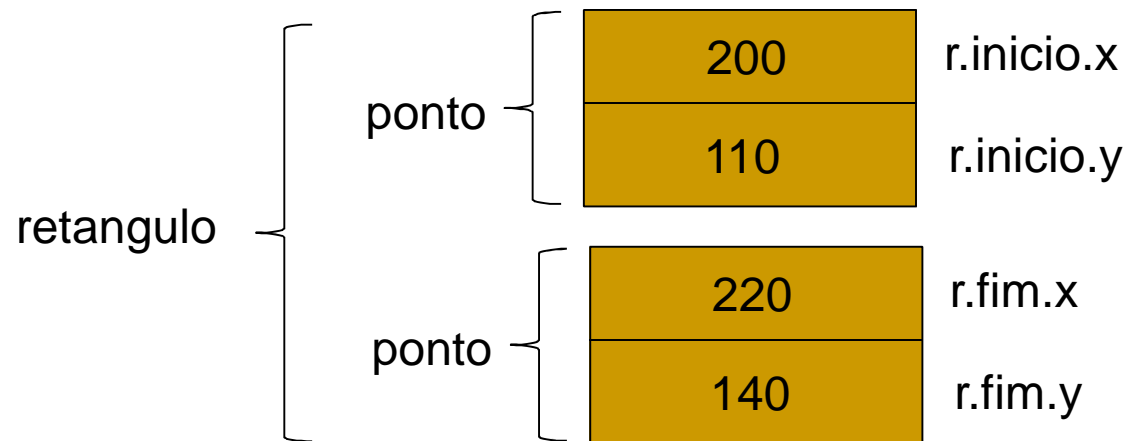 200 r.inicio.x
ponto
110 r.inicio.y
retangulo
220 r.fim.x
ponto
140 r.fim.y